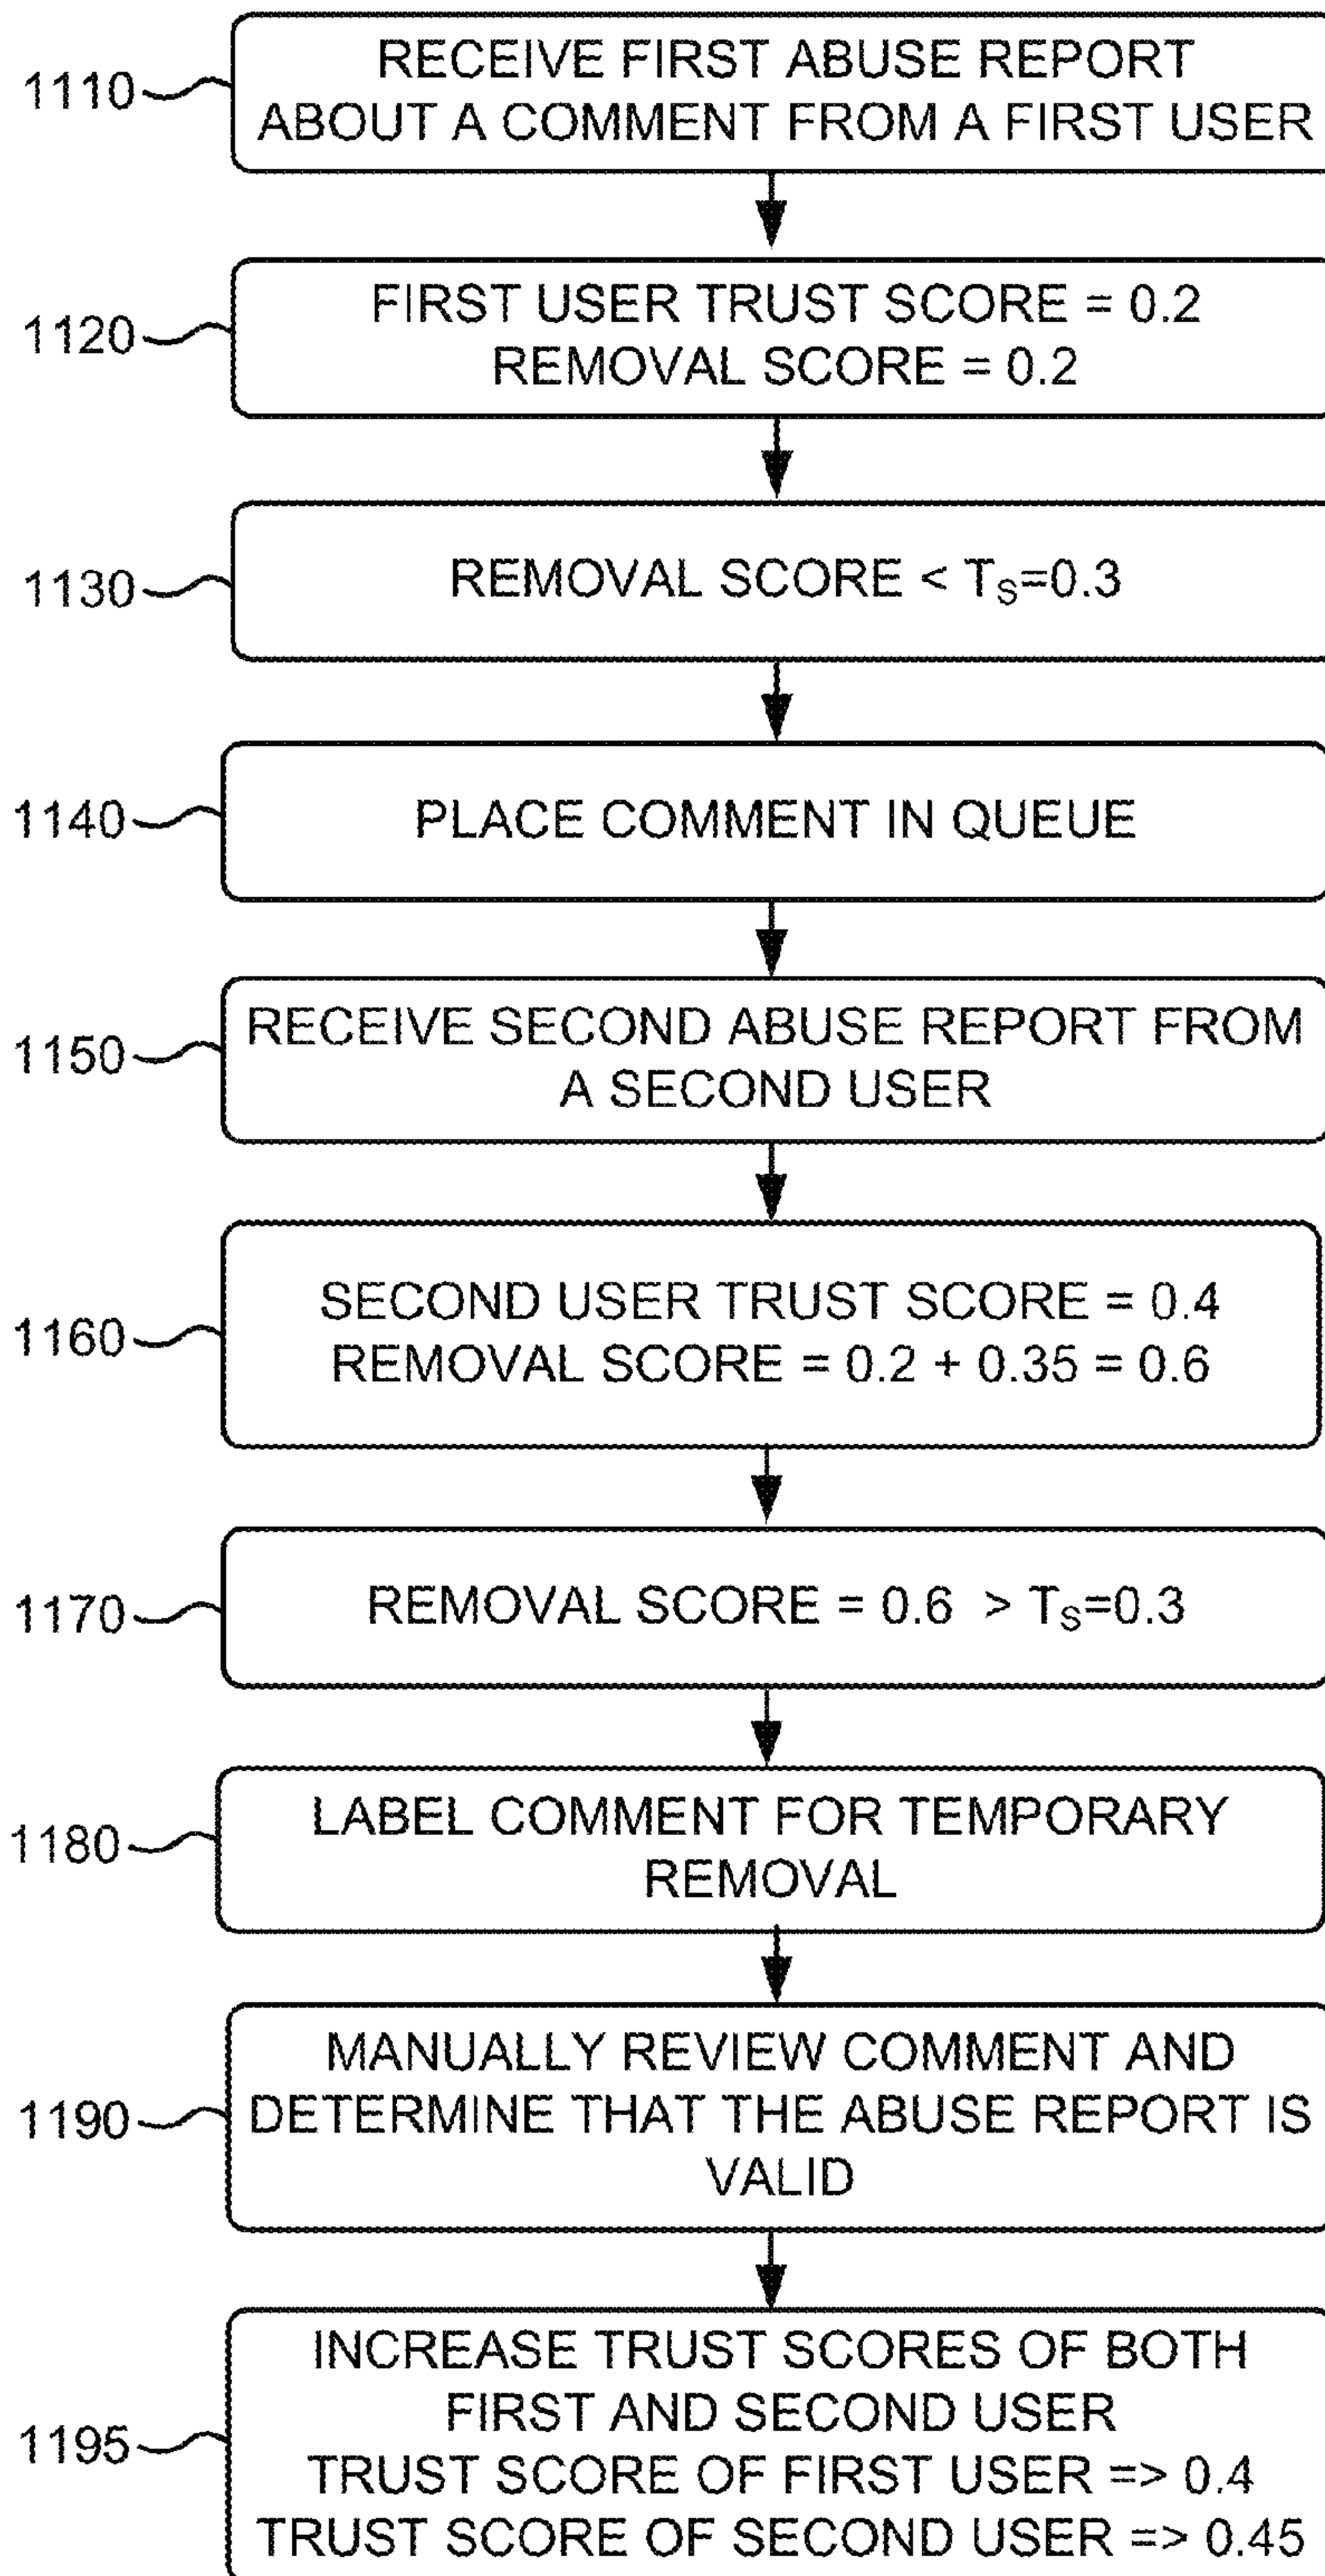 1110
RECEIVE FIRST ABUSE REPORT
ABOUT A COMMENT FROM A FIRST USER
1120
FIRST USER TRUST SCORE = 0.2
REMOVAL SCORE = 0.2
1130
REMOVAL SCORE < TS=0.3
1140
PLACE COMMENT IN QUEUE
1150
RECEIVE SECOND ABUSE REPORT FROM
A SECOND USER
1160
SECOND USER TRUST SCORE = 0.4
REMOVAL SCORE = 0.2 + 0.35 = 0.6
1170
REMOVAL SCORE = 0.6 > TS=0.3
1180
LABEL COMMENT FOR TEMPORARY
REMOVAL
1190
MANUALLY REVIEW COMMENT AND
DETERMINE THAT THE ABUSE REPORT IS
VALID
1195
INCREASE TRUST SCORES OF BOTH
FIRST AND SECOND USER
TRUST SCORE OF FIRST USER => 0.4
TRUST SCORE OF SECOND USER => 0.45